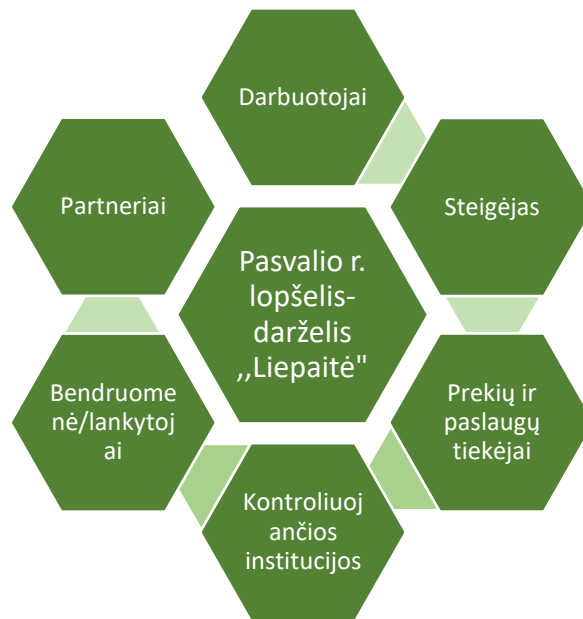 Darbuotojai
Partneriai
Steigėjas
Pasvalio r.
lopšelis-
darželis
,,Liepaitė"
Bendruome
nė/lankytoj
ai
Prekių ir
paslaugų
tiekėjai
Kontroliuoj
ančios
institucijos